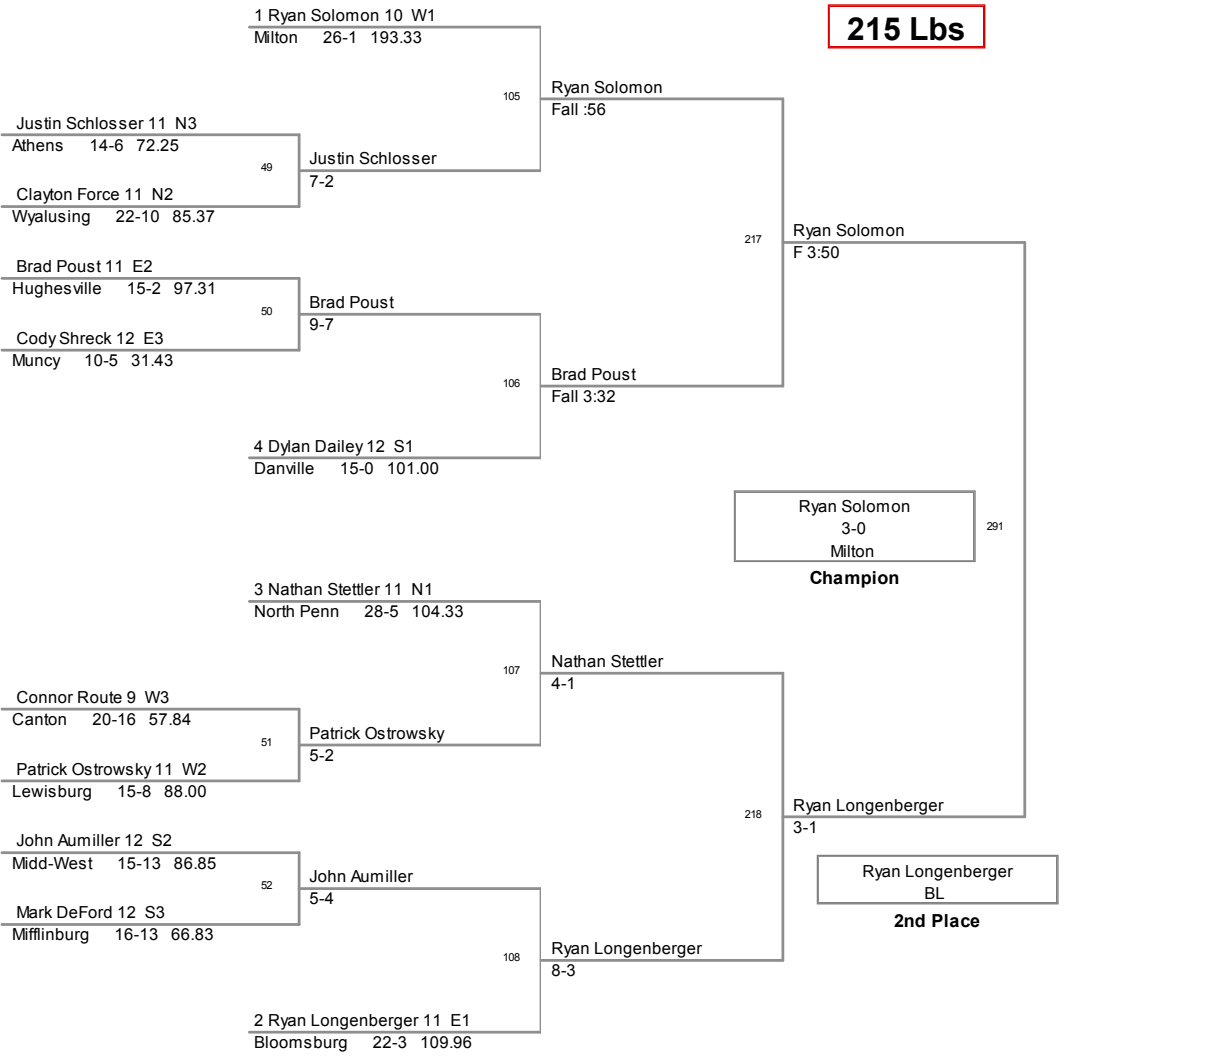 1 Ryan Solomon 10 W1
215 Lbs
Milton 26-1 193.33
Ryan Solomon
105
Fall :56
Justin Schlosser 11 N3
Athens 14-6 72.25
Justin Schlosser
49
7-2
Clayton Force 11 N2
Wyalusing 22-10 85.37
Ryan Solomon
217
F 3:50
Brad Poust 11 E2
Hughesville 15-2 97.31
Brad Poust
50
9-7
Cody Shreck 12 E3
Muncy 10-5 31.43
Brad Poust
106
Fall 3:32
4 Dylan Dailey 12 S1
Danville 15-0 101.00
Ryan Solomon
3-0
291
Milton
Champion
3 Nathan Stettler 11 N1
North Penn 28-5 104.33
Nathan Stettler
107
4-1
Connor Route 9 W3
Canton 20-16 57.84
Patrick Ostrowsky
51
5-2
Patrick Ostrowsky 11 W2
Lewisburg 15-8 88.00
Ryan Longenberger
218
3-1
John Aumiller 12 S2
Midd-West 15-13 86.85
Ryan Longenberger
BL
2nd Place
John Aumiller
52
5-4
Mark DeFord 12 S3
Mifflinburg 16-13 66.83
Ryan Longenberger
108
8-3
2 Ryan Longenberger 11 E1
Bloomsburg 22-3 109.96